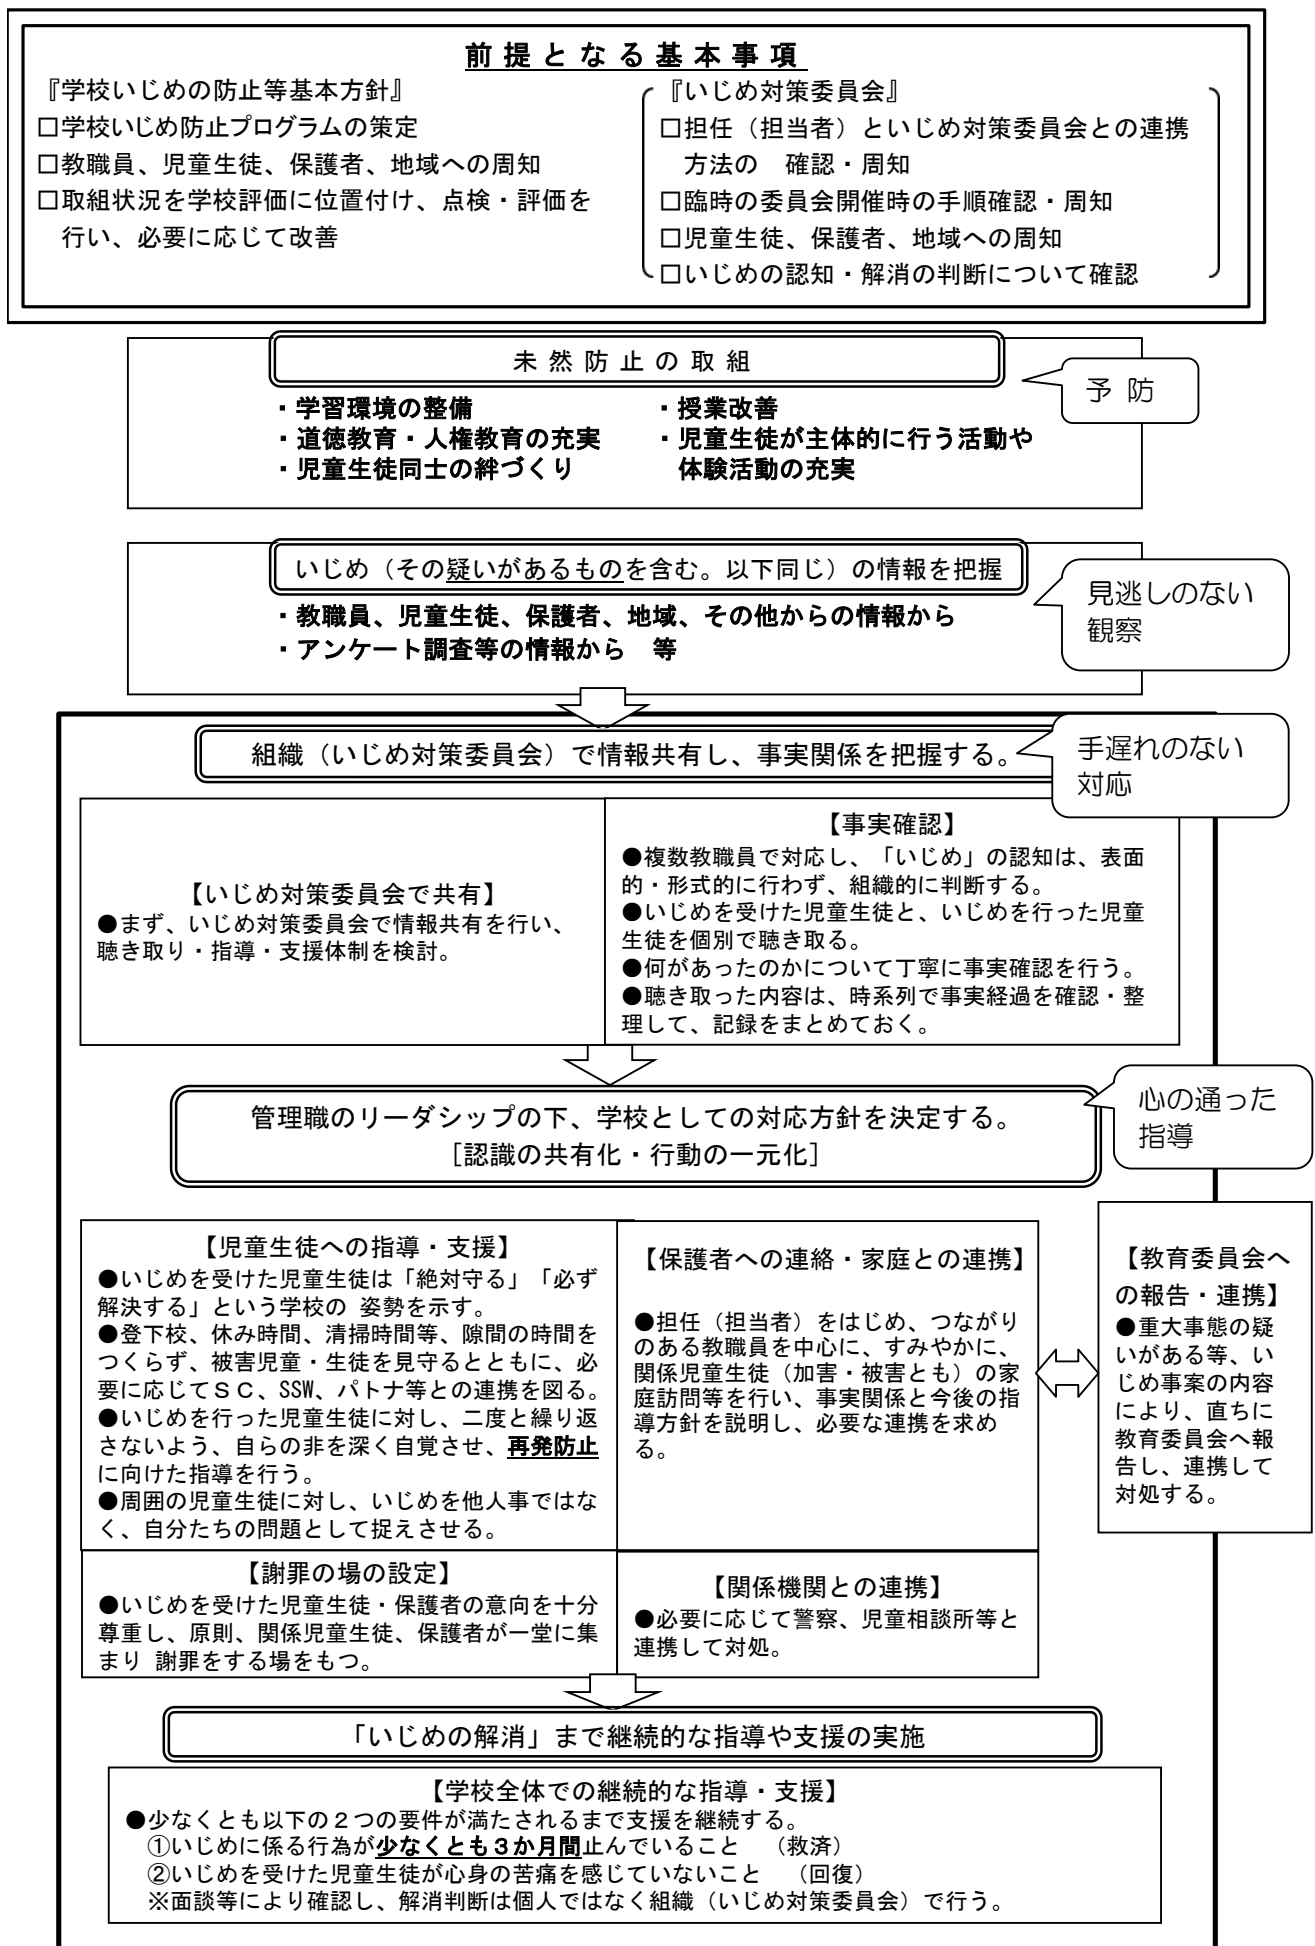 前提となる基本事項
『学校いじめの防止等基本方針』
□学校いじめ防止プログラムの策定
□教職員、児童生徒、保護者、地域への周知
□取組状況を学校評価に位置付け、点検・評価を
行い、必要に応じて改善
『いじめ対策委員会』
□担任（担当者）といじめ対策委員会との連携
方法の　確認・周知
□臨時の委員会開催時の手順確認・周知
□児童生徒、保護者、地域への周知
□いじめの認知・解消の判断について確認
未然防止の取組
予防
・学習環境の整備
・道徳教育・人権教育の充実
・児童生徒同士の絆づくり
・授業改善
・児童生徒が主体的に行う活動や
体験活動の充実
いじめ（その疑いがあるものを含む。以下同じ）の情報を把握
見逃しのない
観察
・教職員、児童生徒、保護者、地域、その他からの情報から
・アンケート調査等の情報から　等
組織（いじめ対策委員会）で情報共有し、事実関係を把握する。
手遅れのない
対応
【いじめ対策委員会で共有】
●まず、いじめ対策委員会で情報共有を行い、
聴き取り・指導・支援体制を検討。
【事実確認】
●複数教職員で対応し、「いじめ」の認知は、表面
的・形式的に行わず、組織的に判断する。
●いじめを受けた児童生徒と、いじめを行った児童
生徒を個別で聴き取る。
●何があったのかについて丁寧に事実確認を行う。
●聴き取った内容は、時系列で事実経過を確認・整
理して、記録をまとめておく。
管理職のリーダシップの下、学校としての対応方針を決定する。
［認識の共有化・行動の一元化］
心の通った
指導
【児童生徒への指導・支援】
●いじめを受けた児童生徒は「絶対守る」「必ず
解決する」という学校の 姿勢を示す。
●登下校、休み時間、清掃時間等、隙間の時間を
つくらず、被害児童・生徒を見守るとともに、必
要に応じてＳＣ、SSW、パトナ等との連携を図る。
●いじめを行った児童生徒に対し、二度と繰り返
さないよう、自らの非を深く自覚させ、再発防止
に向けた指導を行う。
●周囲の児童生徒に対し、いじめを他人事ではな
く、自分たちの問題として捉えさせる。
【保護者への連絡・家庭との連携】
●担任（担当者）をはじめ、つながり
のある教職員を中心に、すみやかに、
関係児童生徒（加害・被害とも）の家
庭訪問等を行い、事実関係と今後の指
導方針を説明し、必要な連携を求め
る。
【教育委員会へ
の報告・連携】
●重大事態の疑
いがある等、い
じめ事案の内容
により、直ちに
教育委員会へ報
告し、連携して
対処する。
【謝罪の場の設定】
●いじめを受けた児童生徒・保護者の意向を十分
尊重し、原則、関係児童生徒、保護者が一堂に集
まり 謝罪をする場をもつ。
【関係機関との連携】
●必要に応じて警察、児童相談所等と
連携して対処。
「いじめの解消」まで継続的な指導や支援の実施
【学校全体での継続的な指導・支援】
●少なくとも以下の２つの要件が満たされるまで支援を継続する。
①いじめに係る行為が少なくとも３か月間止んでいること　（救済）
②いじめを受けた児童生徒が心身の苦痛を感じていないこと　（回復）
※面談等により確認し、解消判断は個人ではなく組織（いじめ対策委員会）で行う。